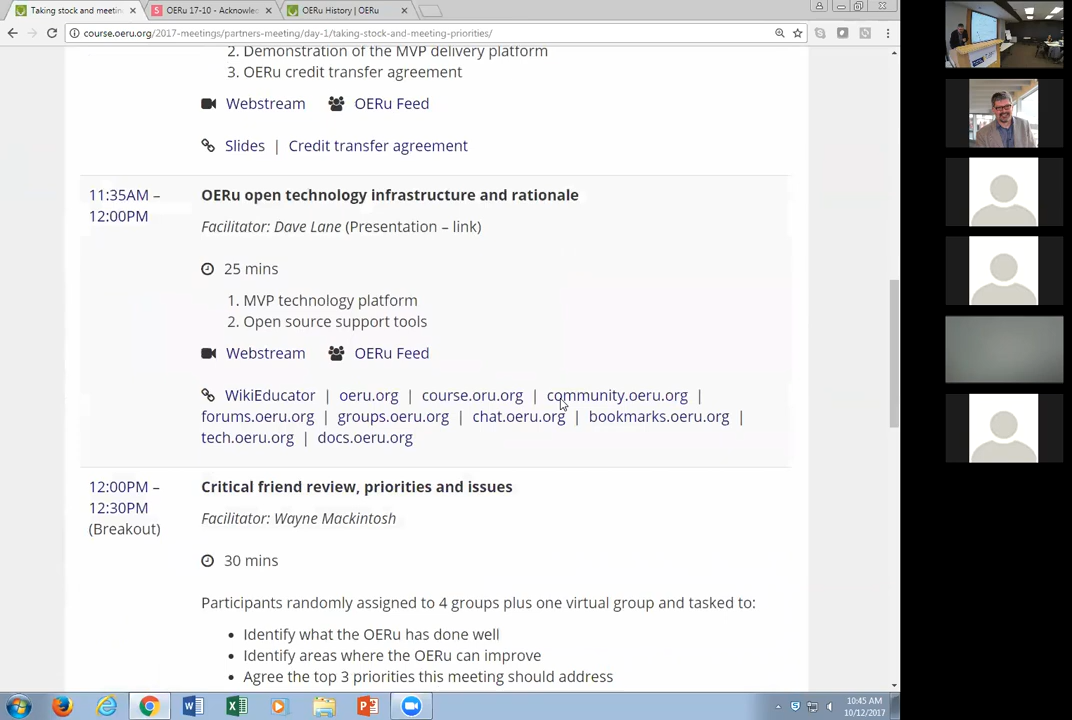 Taking stock and meetin
OERu 17-10 - Acknowle
OERu History | OERu
course.oeru.org/2017-meetings/partners-meeting/day-1/taking-stock-and-meeting-priorities/
2. Demonstration of the MVP delivery platform
3. OERu credit transfer agreement
Webstream OERu Feed
Slides | Credit transfer agreement
11:35AM –
12:00PM
OERu open technology infrastructure and rationale
Facilitator: Dave Lane (Presentation – link)
25 mins
1. MVP technology platform
2. Open source support tools
Webstream OERu Feed
WikiEducator | oeru.org | course.oru.org | community.oeru.org |
forums.oeru.org | groups.oeru.org | chat.oeru.org | bookmarks.oeru.org |
tech.oeru.org | docs.oeru.org
12:00PM –
12:30PM
(Breakout)
Critical friend review, priorities and issues
Facilitator: Wayne Mackintosh
30 mins
Participants randomly assigned to 4 groups plus one virtual group and tasked to:
• Identify what the OERu has done well
• Identify areas where the OERu can improve
• Agree the top 3 priorities this meeting should address
10:45 AM
10/12/2017